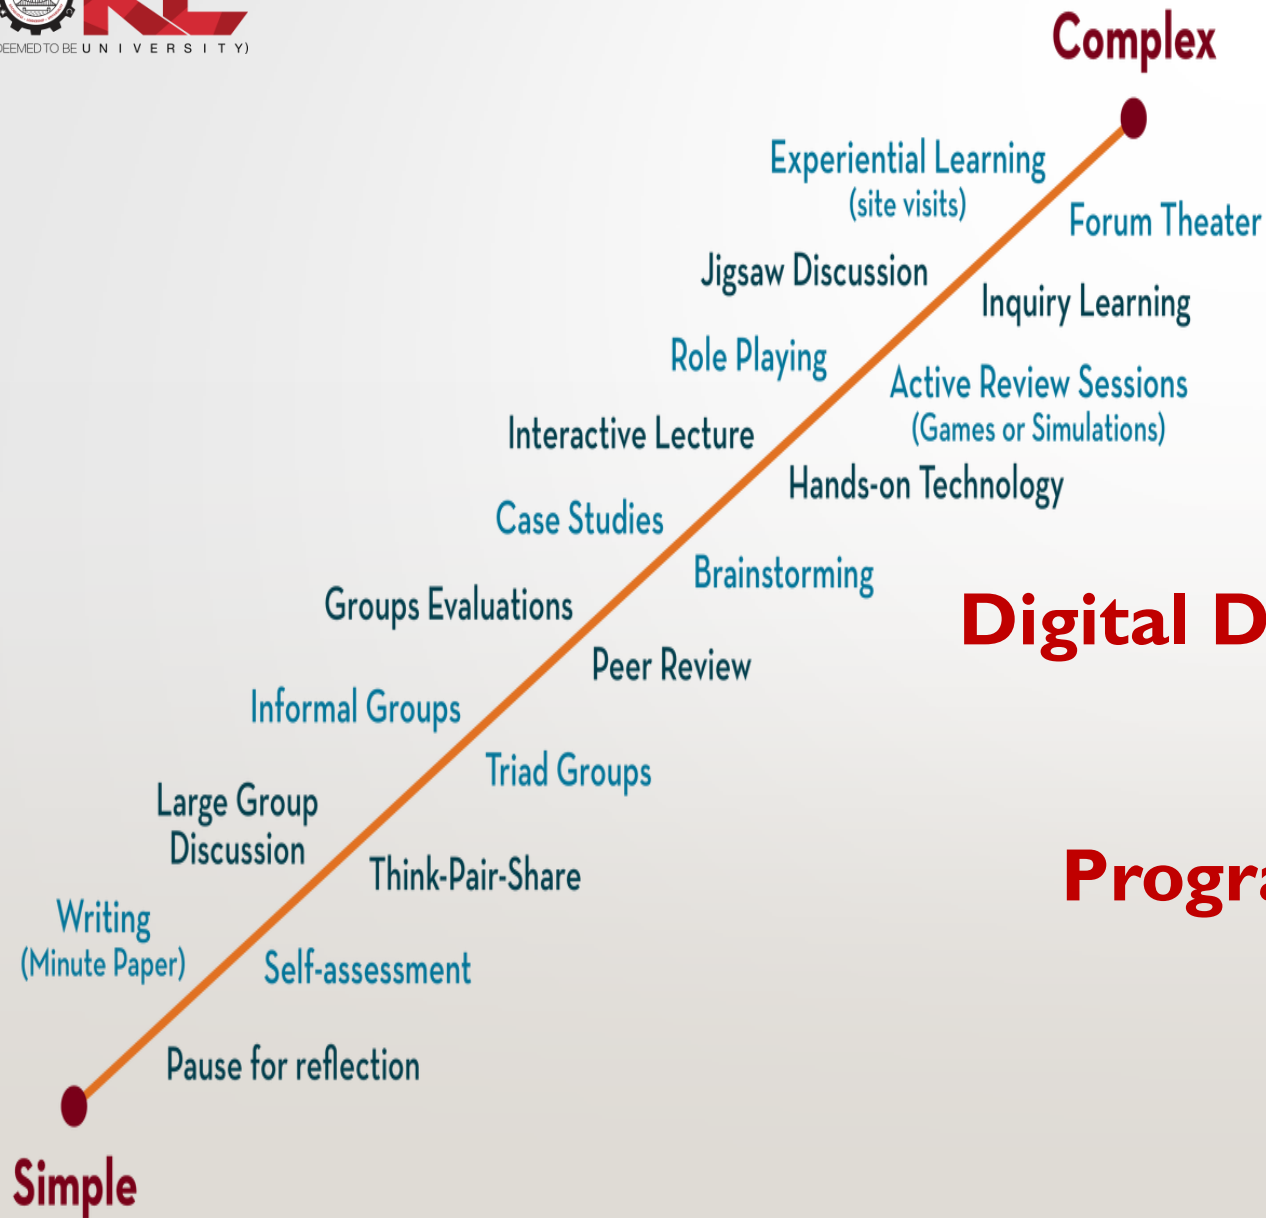 DEEMED TO BE UNIVERSITY)
Complex
Experiential Learning
(site visits)
Forum Theater
Jigsaw Discussion
Inquiry Learning
Role Playing
Active Review Sessions
(Games or Simulations)
Interactive Lecture
Hands-on Technology
Case Studies
Brainstorming
Groups Evaluations
Digital D
Peer Review
Informal Groups
Triad Groups
Large Group
Discussion
Think-Pair-Share
Progra
Writing
(Minute Paper)
Self-assessment
Pause for reflection
Simple